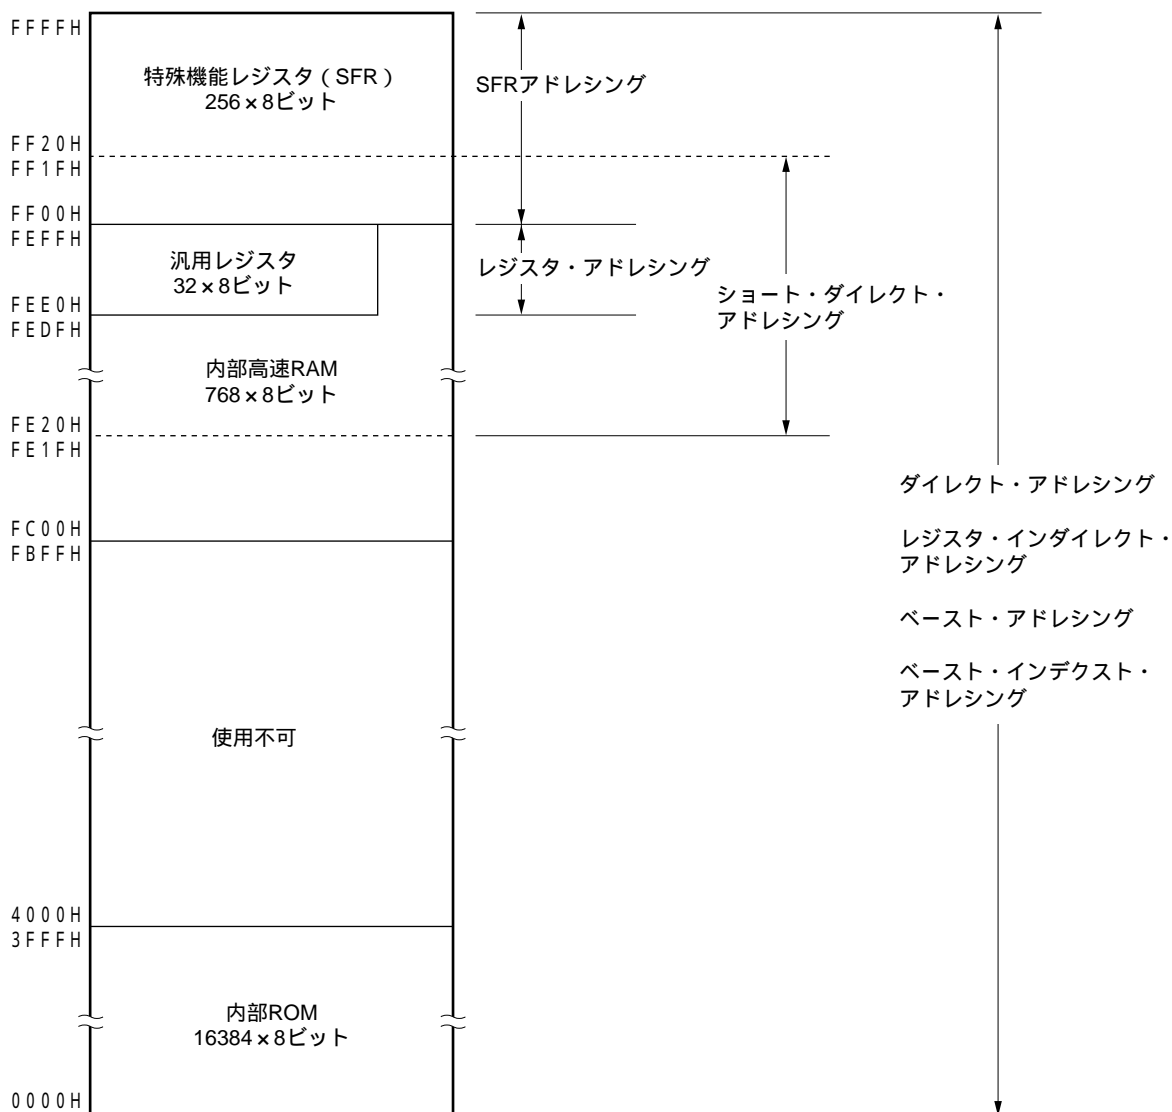 FFFFH
特殊機能レジスタ(SFR)
256×8ビット
SFRアドレシング
FF20H
FF1FH
FF00H
FEFFH
汎用レジスタ
32×8ビット
レジスタ・アドレシング
ショート・ダイレクト・
アドレシング
FEE0H
FEDFH
内部高速RAM
768×8ビット
FE20H
FE1FH
ダイレクト・アドレシング
レジスタ・インダイレクト・
アドレシング
ベースト・アドレシング
ベースト・インデクスト・
アドレシング
FC00H
FBFFH
使用不可
4000H
3FFFH
内部ROM
16384×8ビット
0000H